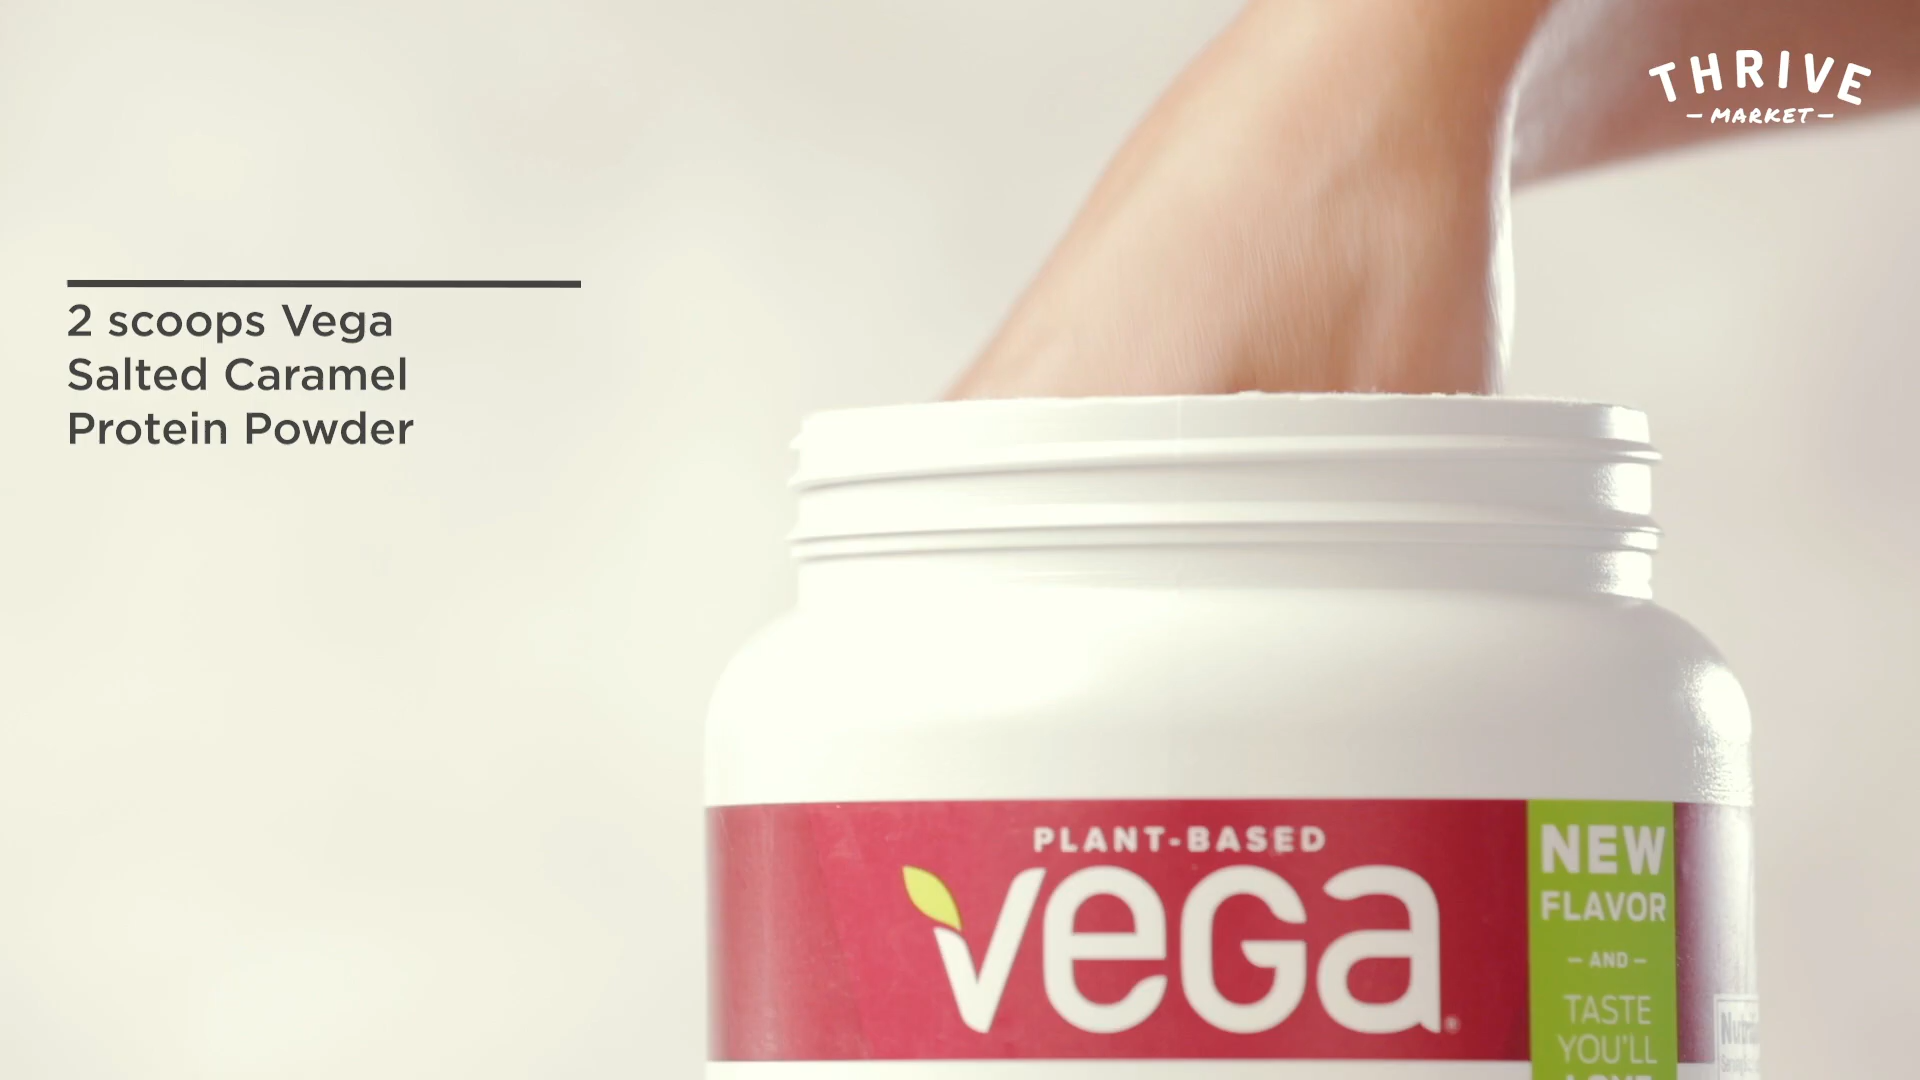 THRIVE
- MARKET -
2 scoops Vega
Salted Caramel
Protein Powder
PLANT-BASED
vega
NEW
FLAVOR
- AND -
TASTE
YOU'LL